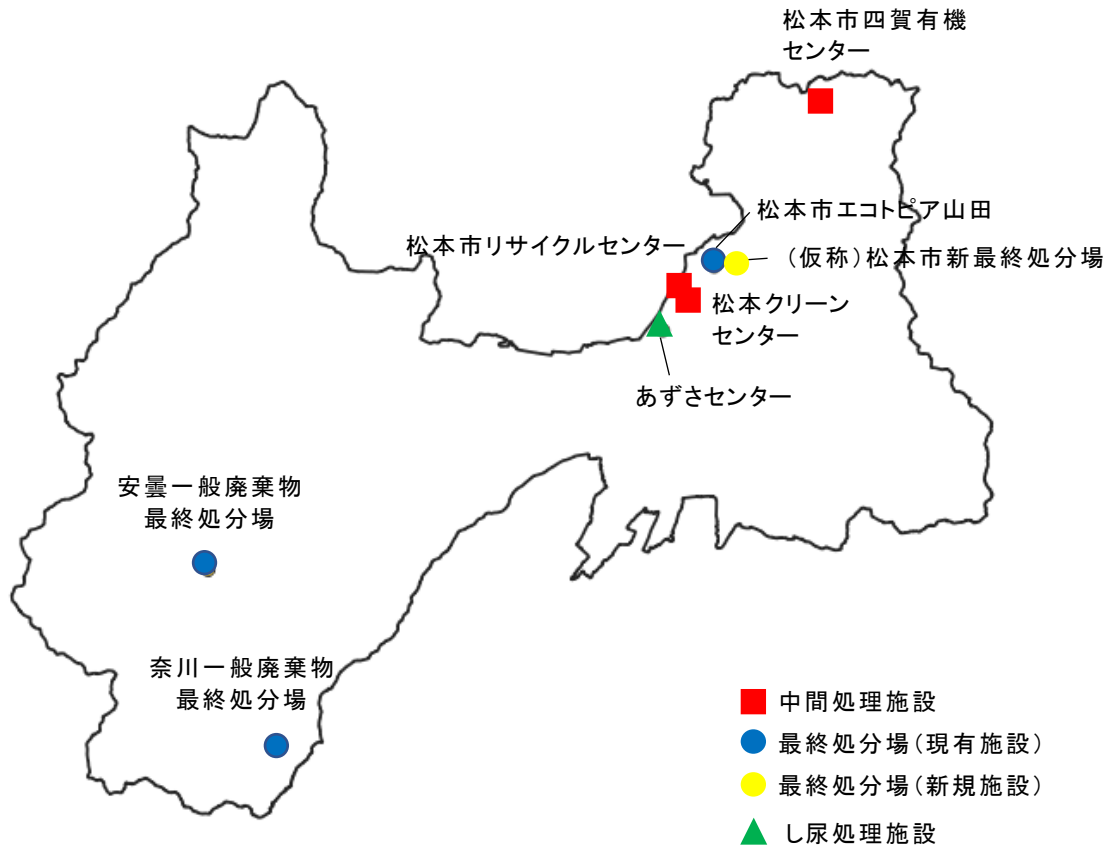 松本市四賀有機
センター
松本市エコトピア山田
松本市リサイクルセンター
（仮称）松本市新最終処分場
松本クリーン
センター
あずさセンター
安曇一般廃棄物
最終処分場
奈川一般廃棄物
最終処分場
中間処理施設
最終処分場（現有施設）
最終処分場（新規施設）
し尿処理施設